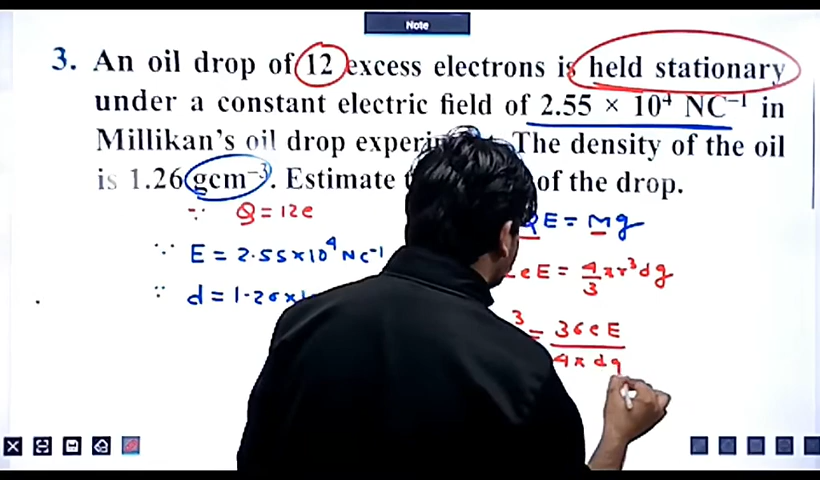 Note
3. An oil drop of 12 excess electrons is held stationary
under a constant electric field of 2.55 × 10⁴ NC⁻¹ in
Millikan's oil drop The density of the oil
is 1.26 gcm⁻³. Estimate of the drop.
∵ Q = 12e
E = Mg
∵ E = 2.55×10⁴ NC⁻¹
eE = 4/3 πr³dg
∵ d = 1.26×
3 = 36eE
4πdg